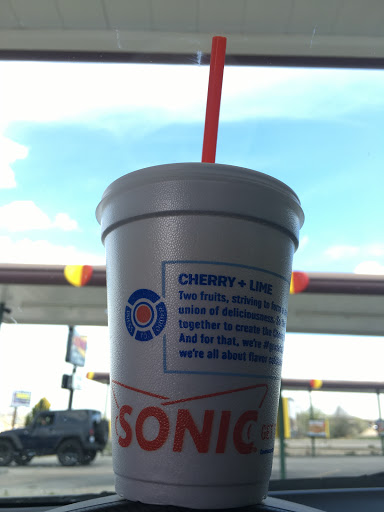 CHERRY + LIME
Two fruits, striving to form
union of deliciousness.
together to create the
And for that, we're
we're all about flavor
SONIC